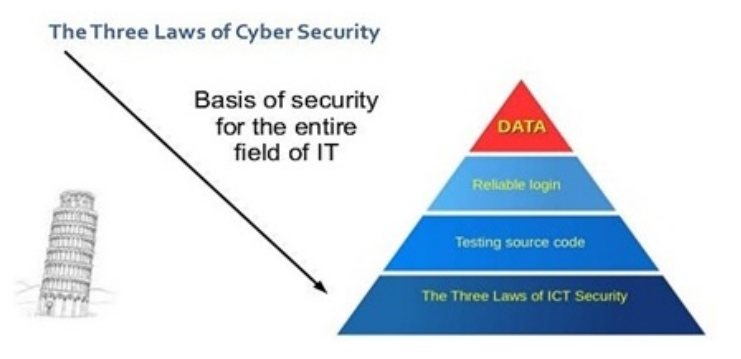 The Three Laws of Cyber Security
Basis of security
for the entire
field of IT
DATA
Reliable login
Testing source code
The Three Laws of ICT Security